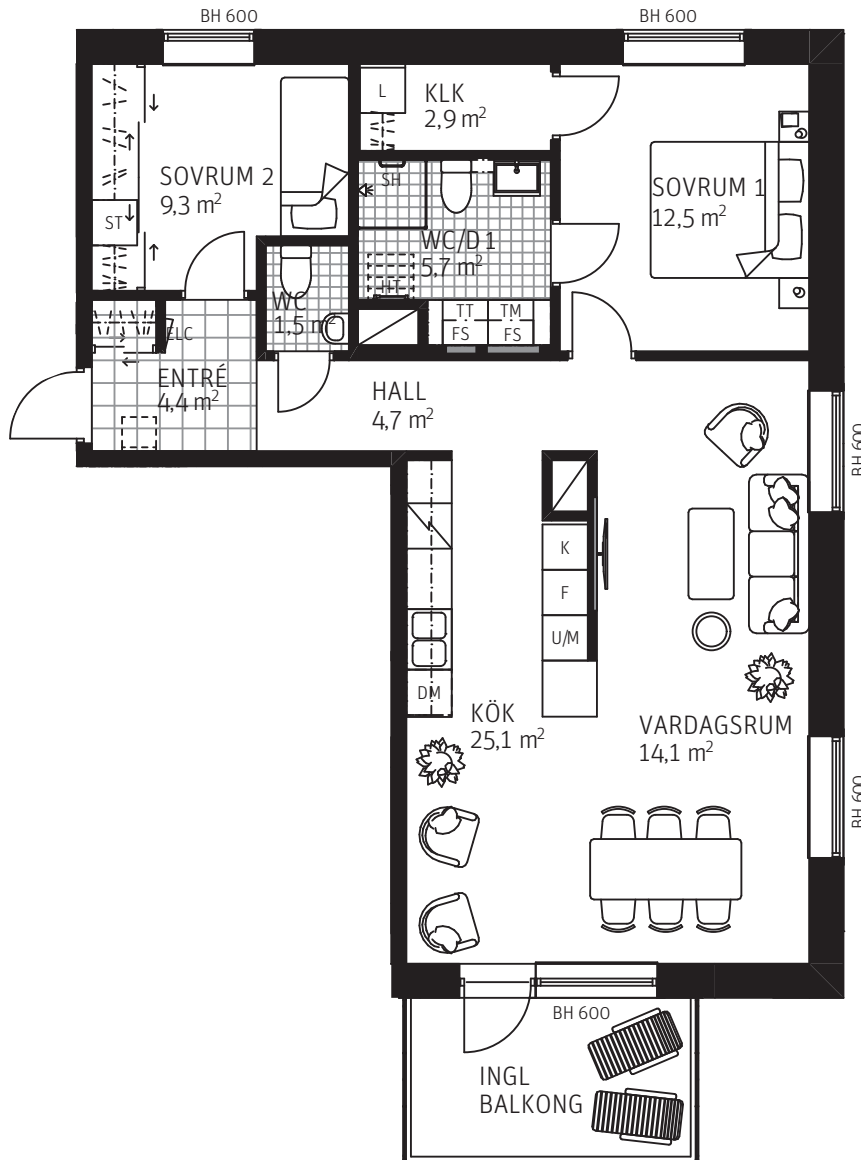 BH 600
BH 600
L
KLK
2,9 m²
SOVRUM 2
9,3 m²
SH
SOVRUM 1
12,5 m²
ST
WC/D 1
5,7 m²
HT
WC
1,5 m²
TT
TM
FS
FS
ELC
ENTRÉ
4,4 m²
HALL
4,7 m²
BH 600
K
F
U/M
DM
KÖK
25,1 m²
VARDAGSRUM
14,1 m²
BH 600
BH 600
INGL
BALKONG